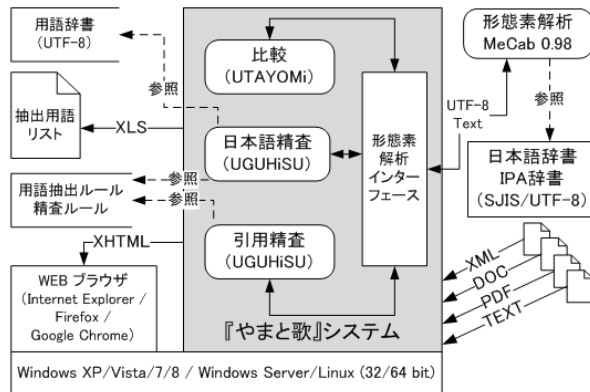 用語辞書
(UTF-8)
参照
抽出用語
リスト
XLS
用語抽出ルール
精査ルール
参照
参照
XHTML
WEB ブラウザ
(Internet Explorer /
Firefox /
Google Chrome)
比較
(UTAYOMi)
日本語精査
(UGUHiSU)
引用精査
(UGUHiSU)
形態素
解析
インター
フェース
『やまと歌』システム
UTF-8
Text
形態素解析
MeCab 0.98
参照
日本語辞書
IPA辞書
(SJIS/UTF-8)
XML
DOC
PDF
TEXT
Windows XP/Vista/7/8 / Windows Server/Linux (32/64 bit)